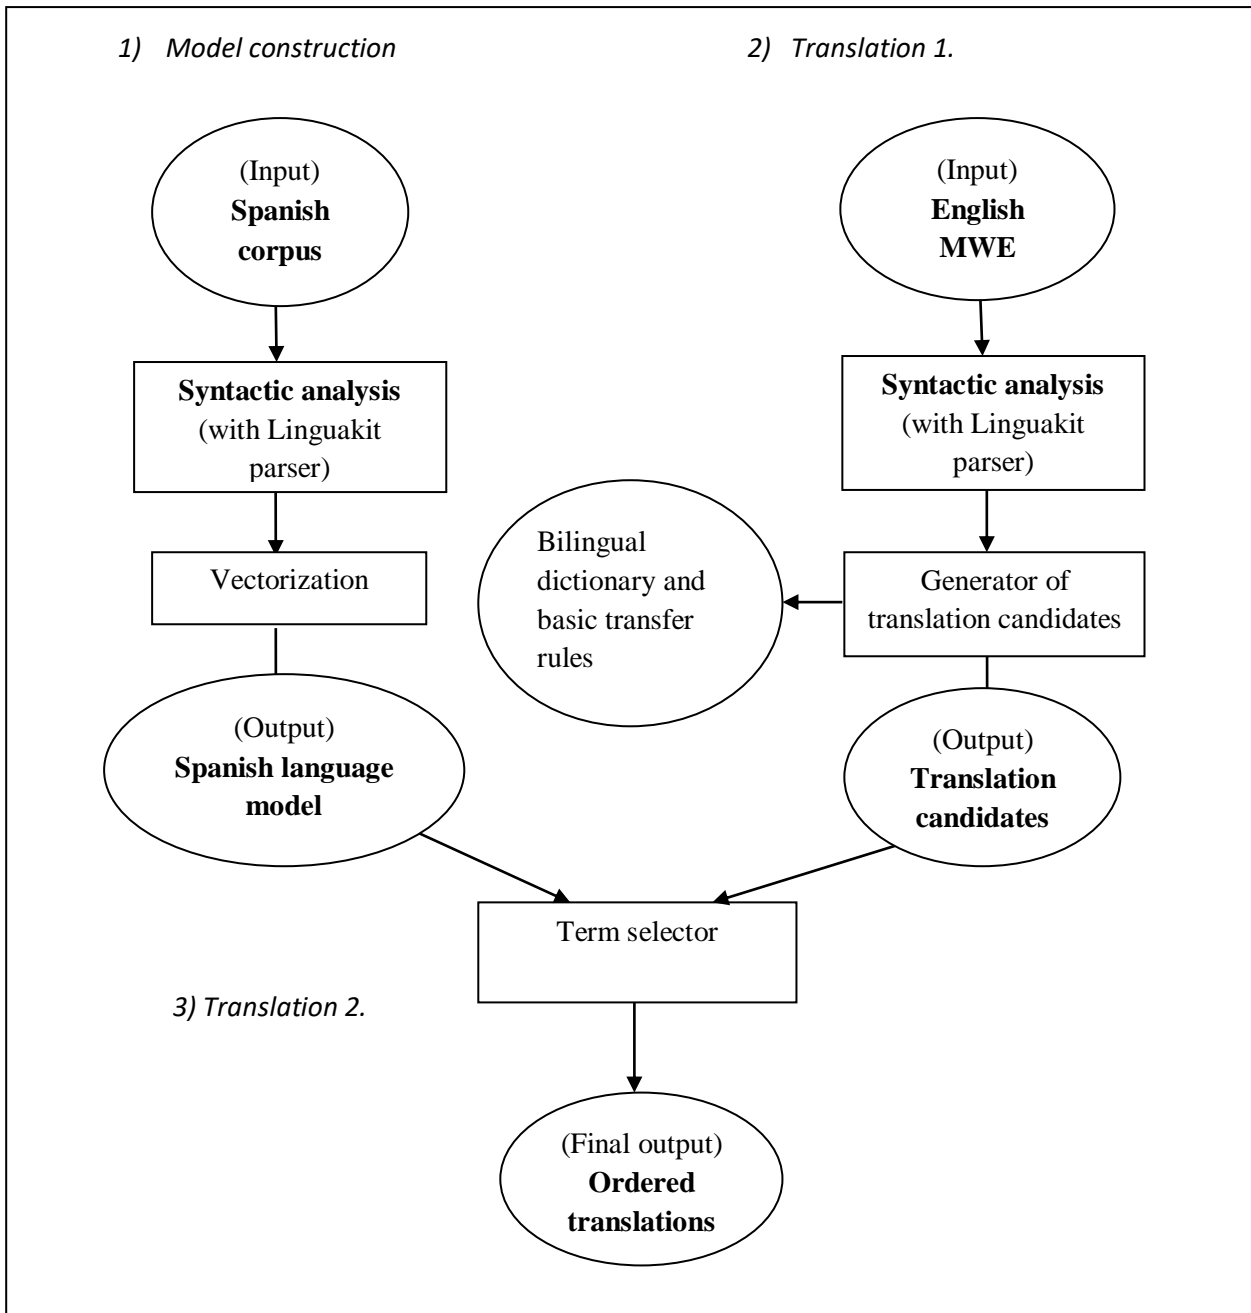 1) Model construction
2) Translation 1.
(Input)
Spanish
corpus
(Input)
English
MWE
Syntactic analysis
(with Linguakit
parser)
Syntactic analysis
(with Linguakit
parser)
Vectorization
Bilingual
dictionary and
basic transfer
rules
Generator of
translation candidates
(Output)
Spanish language
model
(Output)
Translation
candidates
Term selector
3) Translation 2.
(Final output)
Ordered
translations